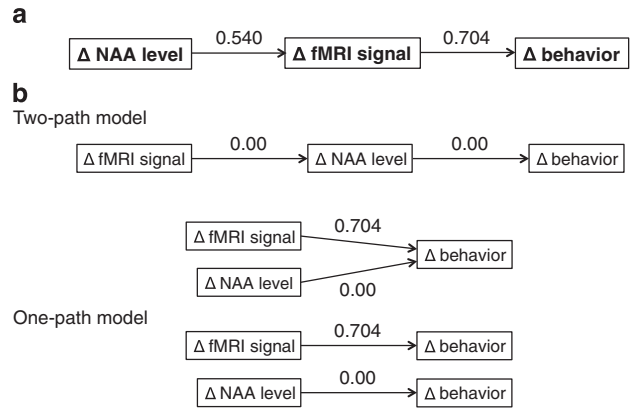 a
0.540 0.704
Δ NAA level Δ fMRI signal Δ behavior
b
Two-path model
0.00 0.00
Δ fMRI signal Δ NAA level Δ behavior
0.704
Δ fMRI signal
Δ behavior
Δ NAA level
0.00
One-path model
0.704
Δ fMRI signal Δ behavior
0.00
Δ NAA level Δ behavior